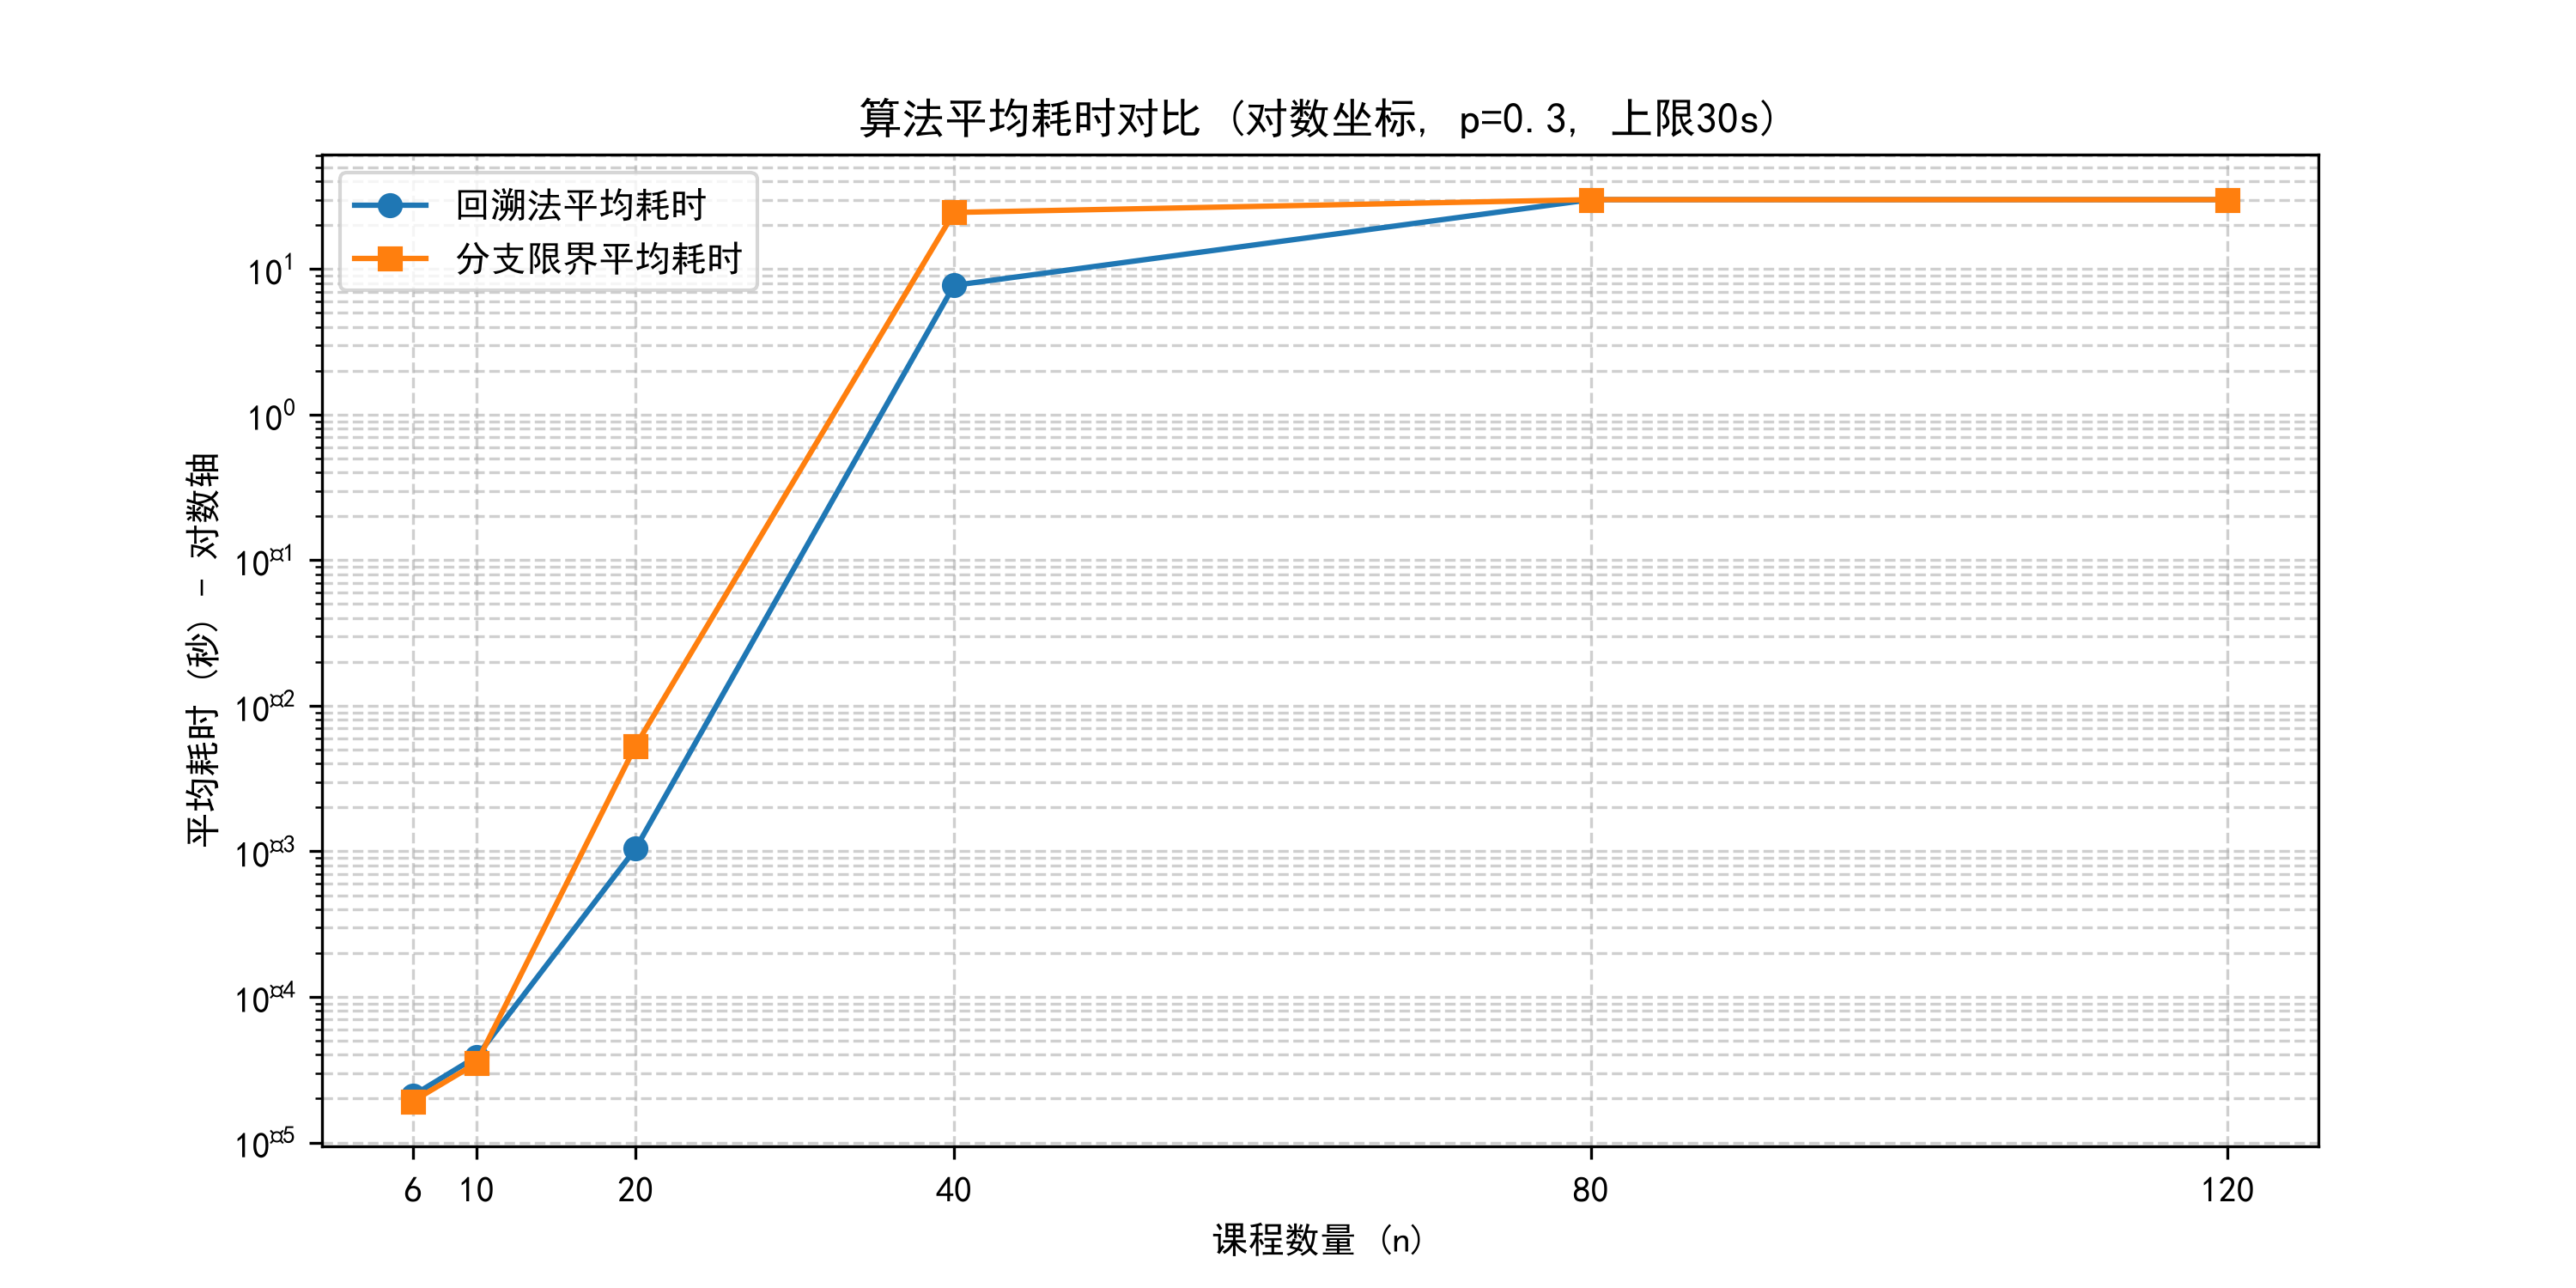 算法平均耗时对比 (对数坐标, p=0.3, 上限30s)
回溯法平均耗时
分支限界平均耗时
平均耗时 (秒) - 对数轴
10¹
10⁰
10¤1
10¤2
10¤3
10¤4
10¤5
6 10 20 40 80 120
课程数量 (n)